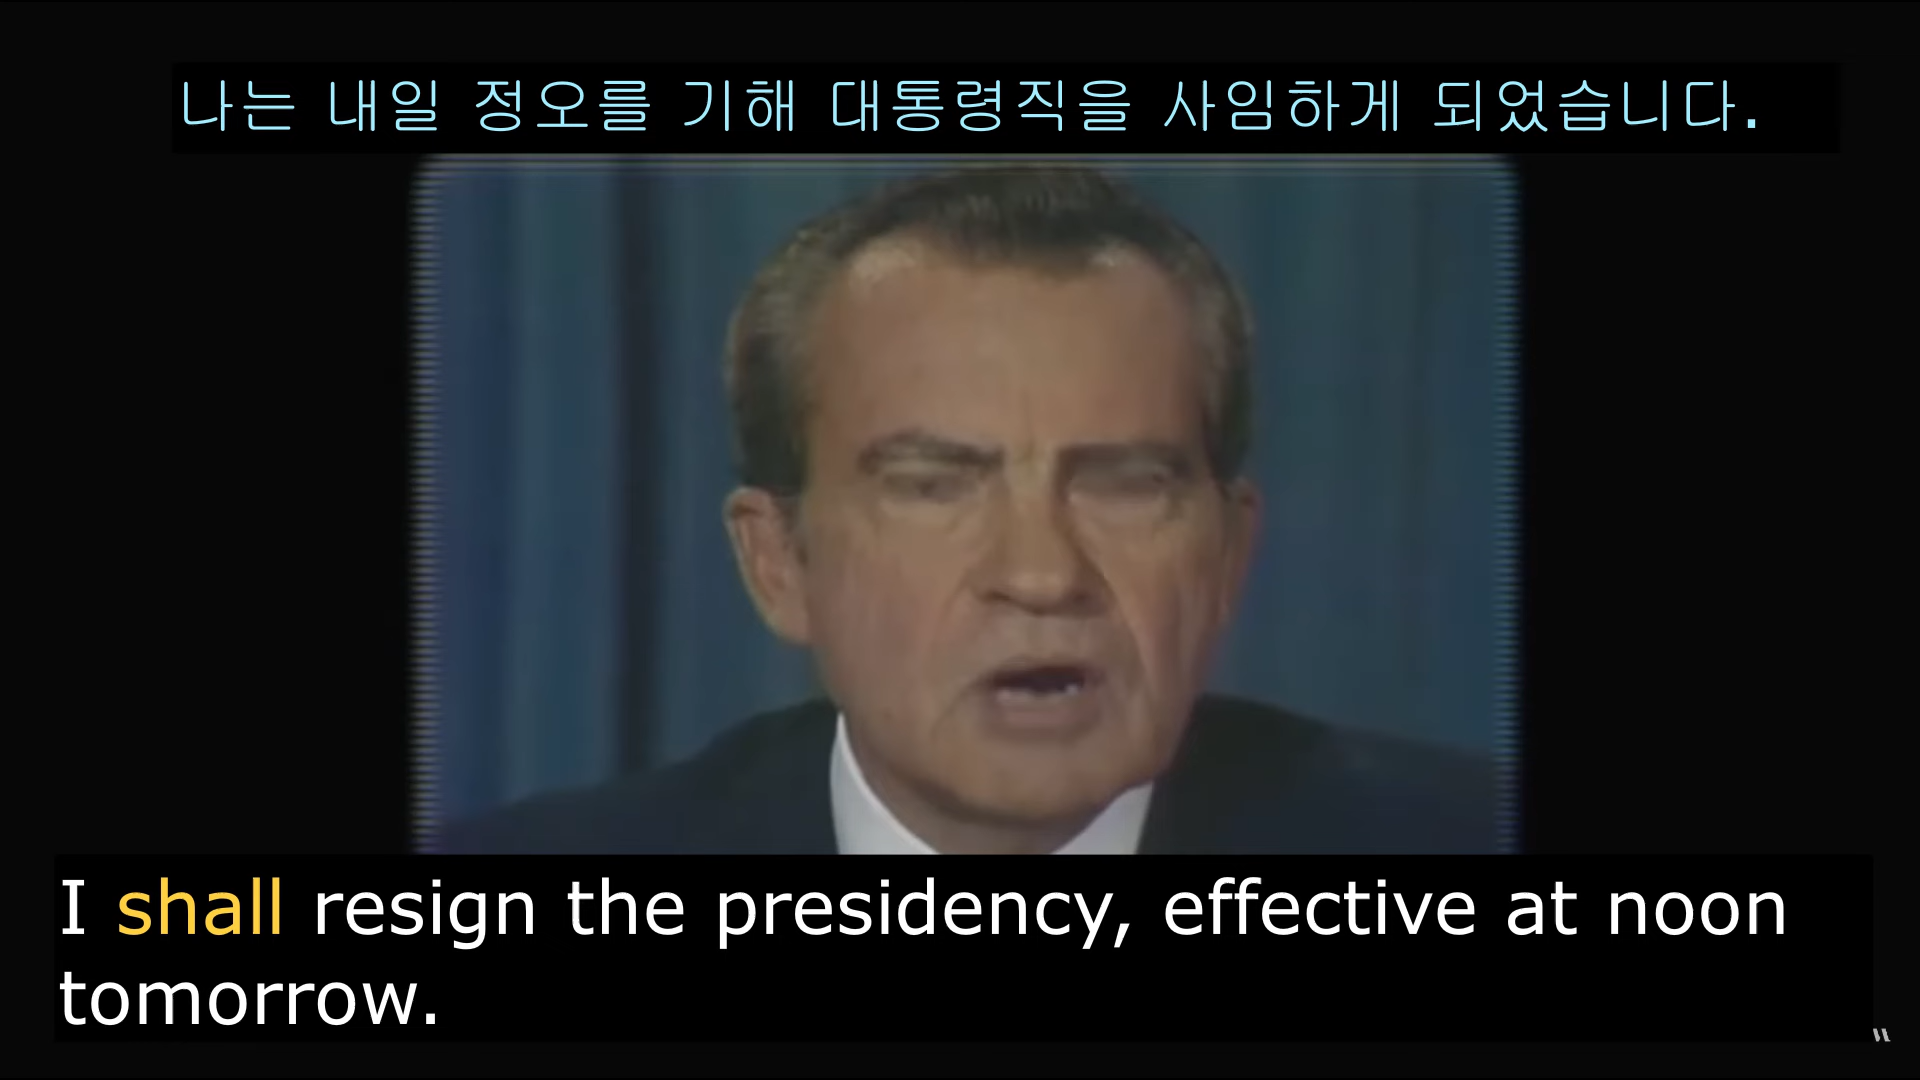 나는 내일 정오를 기해 대통령직을 사임하게 되었습니다.
I shall resign the presidency, effective at noon
tomorrow.